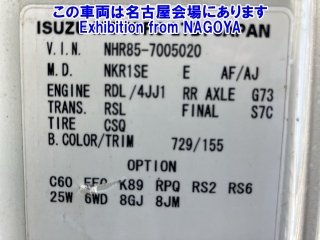 この車両は名古屋会場にあります
Exhibition from NAGOYA
ISUZU PAN
V.I.N. NHR85-7005020
M.D. NKR1SE E AF/AJ
ENGINE RDL/4JJ1 RR AXLE G73
TRANS. RSL FINAL S7C
TIRE CSQ
B.COLOR/TRIM 729/155
OPTION
C60 K89 RPQ RS2 RS6
25W 6WD 8GJ 8JM